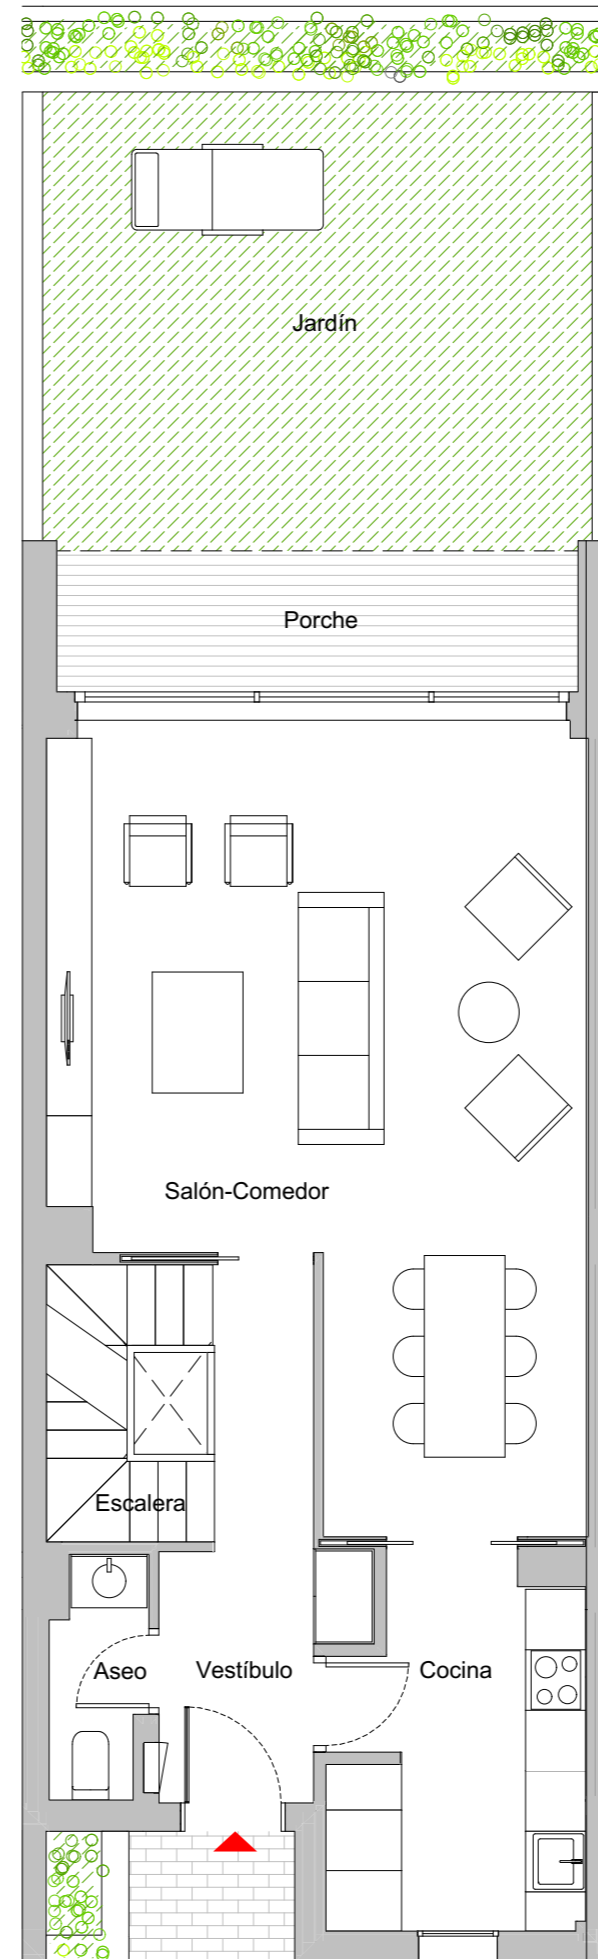 Jardín
Porche
Salón-Comedor
Escalera
Aseo
Vestíbulo
Cocina